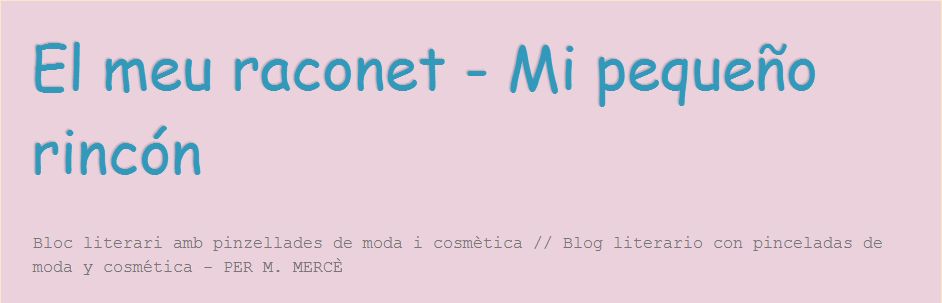 El meu raconet - Mi pequeño
rincón
Bloc literari amb pinzellades de moda i cosmètica // Blog literario con pinceladas de
moda y cosmética - PER M. MERCÈ